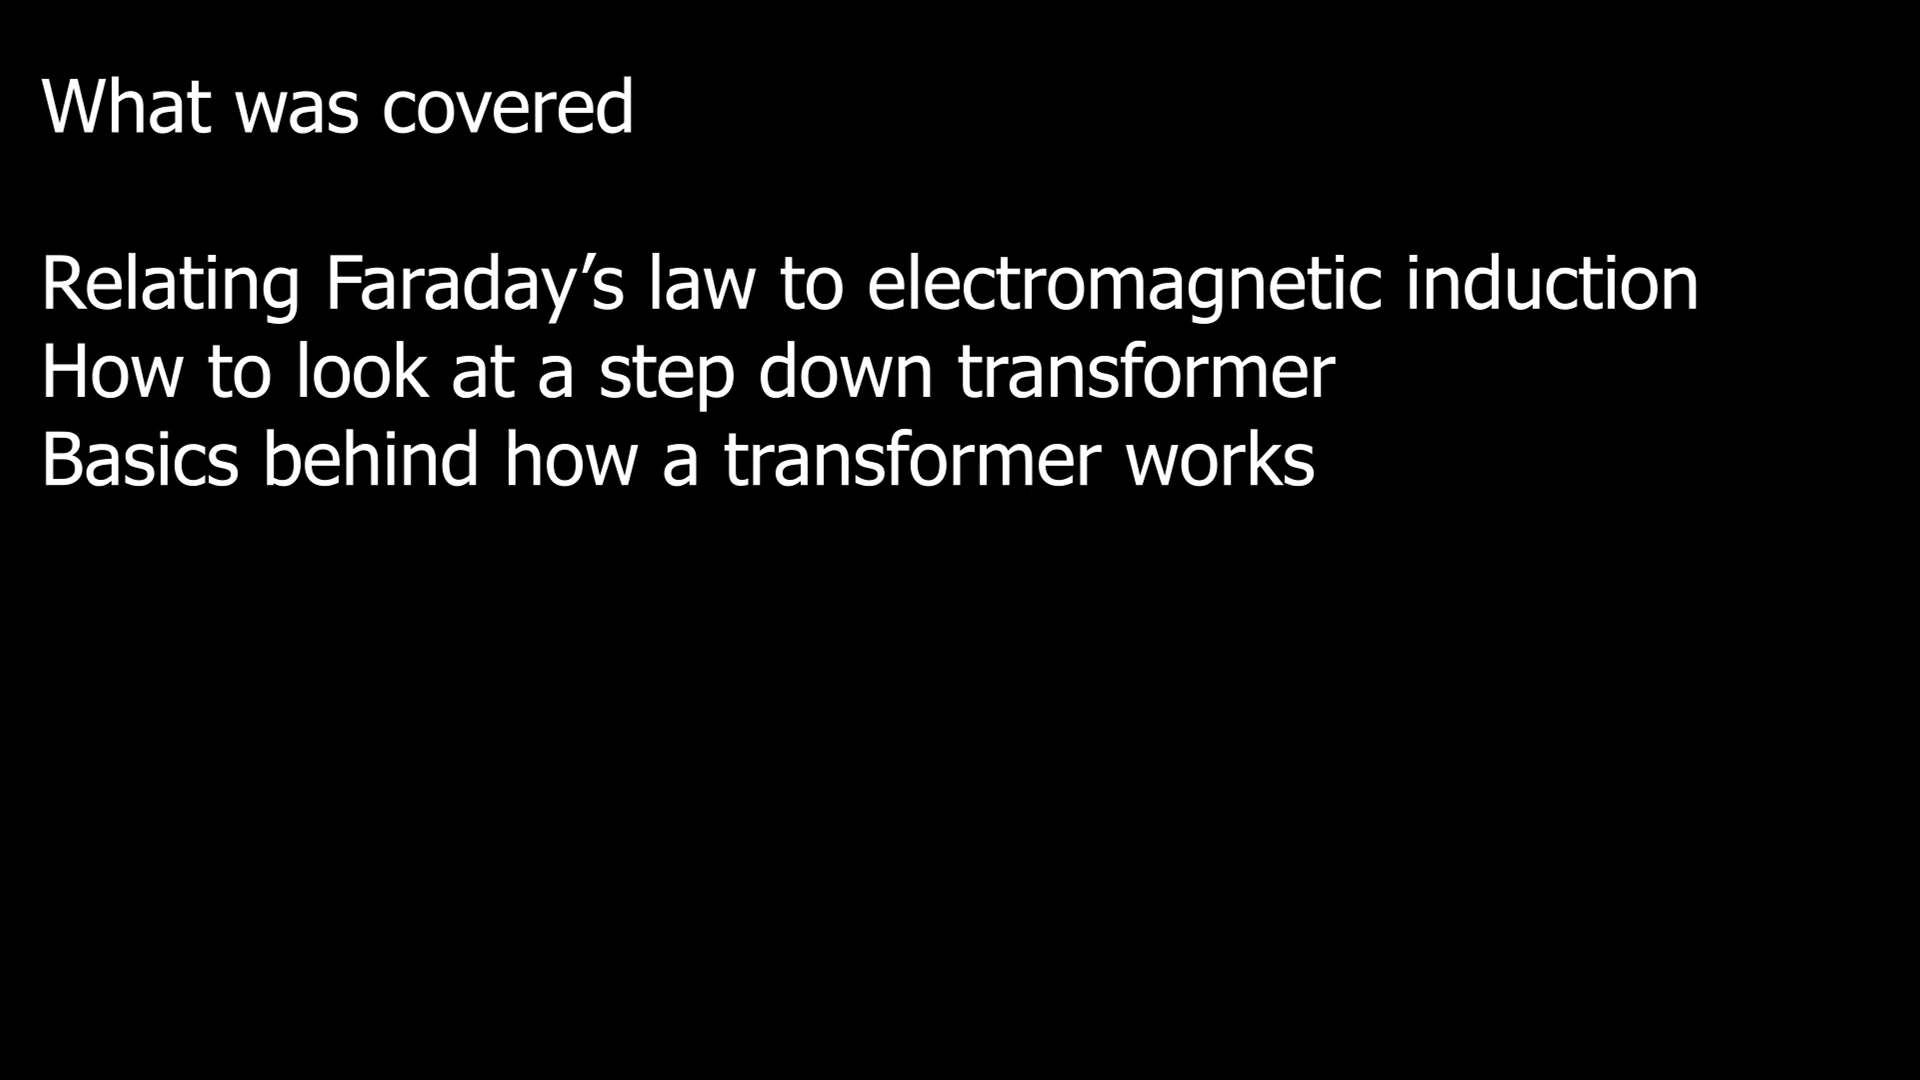 What was covered
Relating Faraday’s law to electromagnetic induction
How to look at a step down transformer
Basics behind how a transformer works